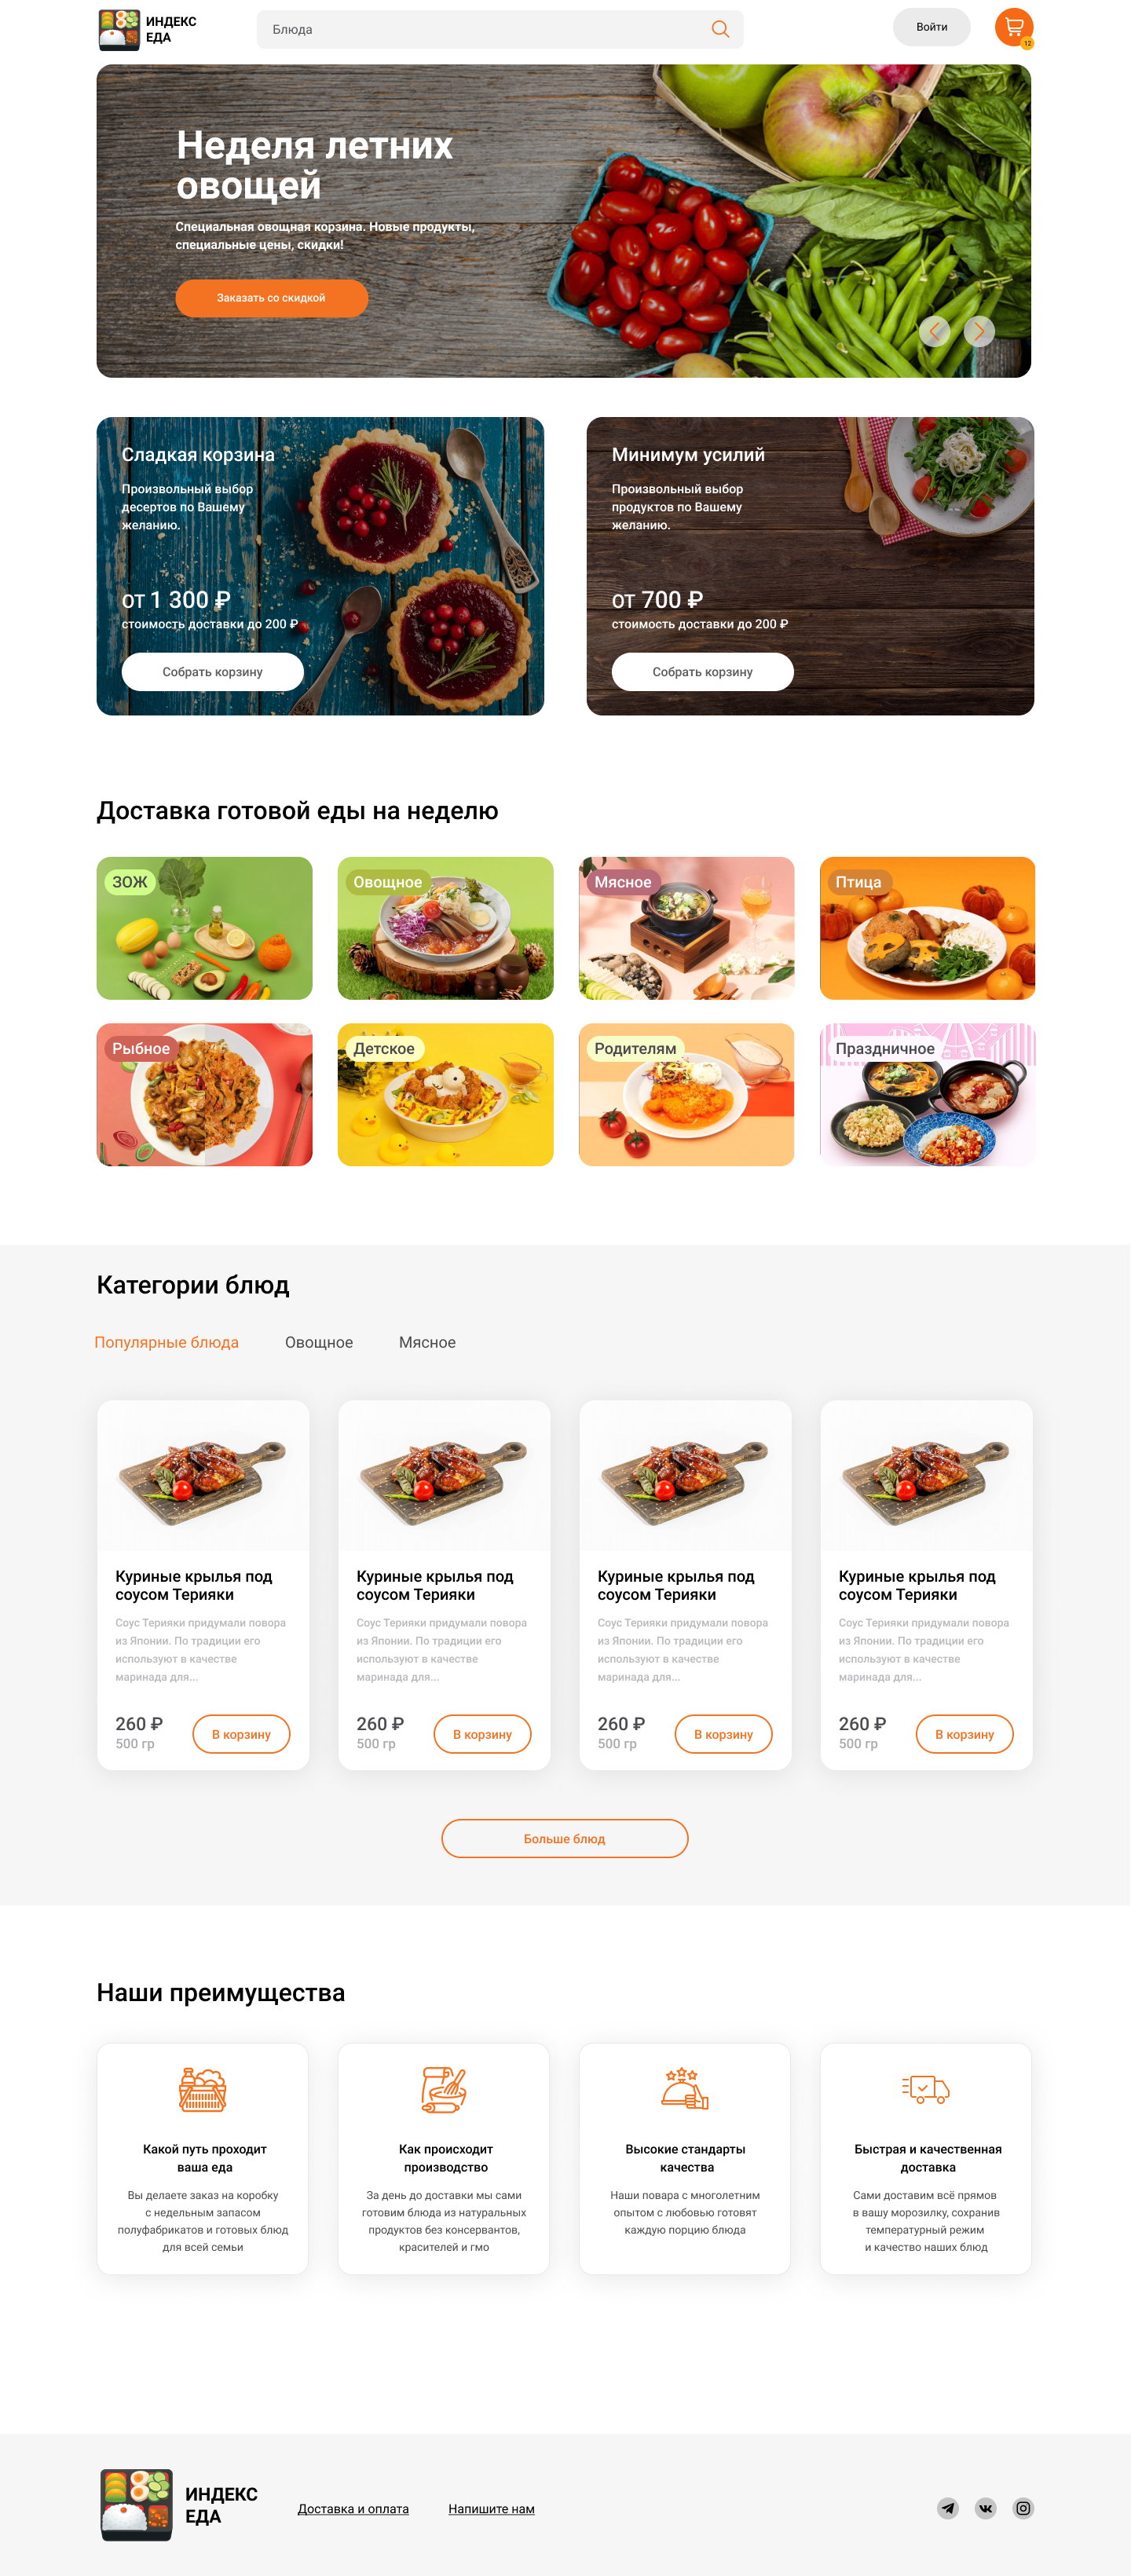 ИНДЕКС
ЕДА
Блюда
Войти
12
Неделя летних
овощей
Специальная овощная корзина. Новые продукты,
специальные цены, скидки!
Заказать со скидкой
Сладкая корзина
Произвольный выбор
десертов по Вашему
желанию.
от 1 300 ₽
стоимость доставки до 200 ₽
Собрать корзину
Минимум усилий
Произвольный выбор
продуктов по Вашему
желанию.
от 700 ₽
стоимость доставки до 200 ₽
Собрать корзину
Доставка готовой еды на неделю
ЗОЖ
Овощное
Мясное
Птица
Рыбное
Детское
Родителям
Праздничное
Категории блюд
Популярные блюда
Овощное
Мясное
Куриные крылья под
соусом Терияки
Соус Терияки придумали повора
из Японии. По традиции его
используют в качестве
маринада для...
260 ₽
500 гр
В корзину
Куриные крылья под
соусом Терияки
Соус Терияки придумали повора
из Японии. По традиции его
используют в качестве
маринада для...
260 ₽
500 гр
В корзину
Куриные крылья под
соусом Терияки
Соус Терияки придумали повора
из Японии. По традиции его
используют в качестве
маринада для...
260 ₽
500 гр
В корзину
Куриные крылья под
соусом Терияки
Соус Терияки придумали повора
из Японии. По традиции его
используют в качестве
маринада для...
260 ₽
500 гр
В корзину
Больше блюд
Наши преимущества
Какой путь проходит
ваша еда
Вы делаете заказ на коробку
с недельным запасом
полуфабрикатов и готовых блюд
для всей семьи
Как происходит
производство
За день до доставки мы сами
готовим блюда из натуральных
продуктов без консервантов,
красителей и гмо
Высокие стандарты
качества
Наши повара с многолетним
опытом с любовью готовят
каждую порцию блюда
Быстрая и качественная
доставка
Сами доставим всё прямов
в вашу морозилку, сохранив
температурный режим
и качество наших блюд
ИНДЕКС
ЕДА
Доставка и оплата
Напишите нам